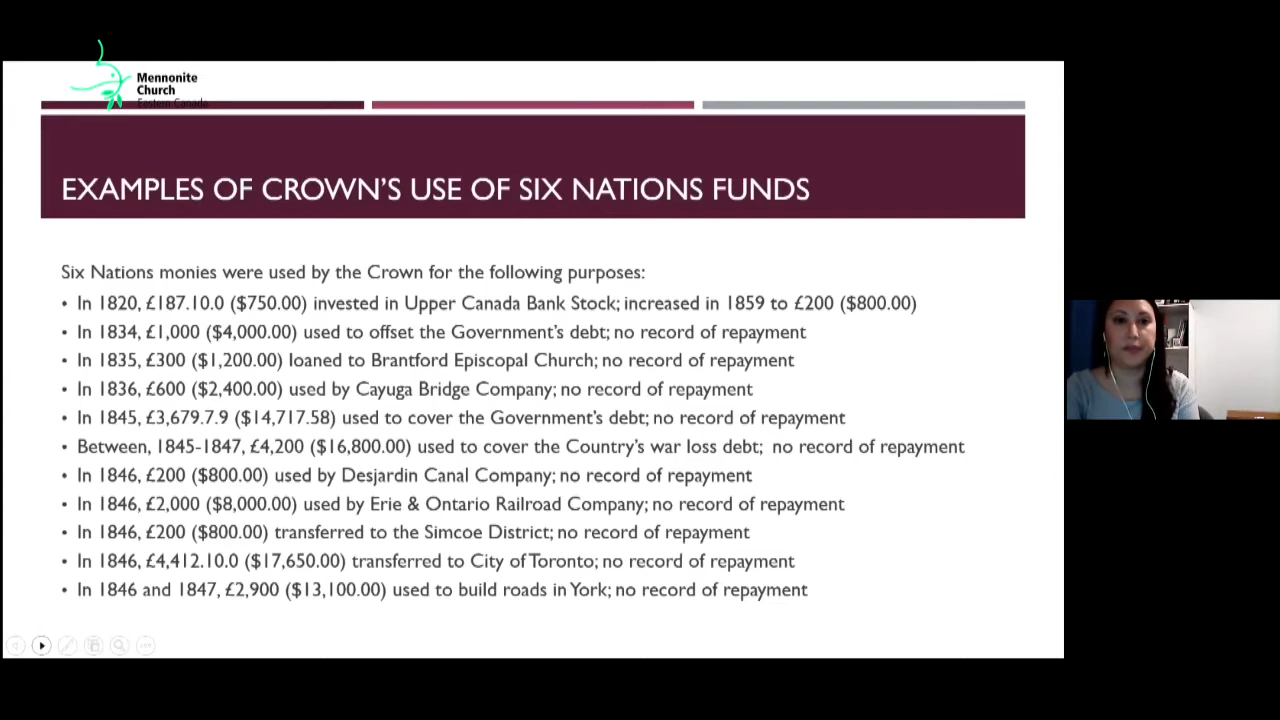 Mennonite
Church
Eastern Canada
EXAMPLES OF CROWN'S USE OF SIX NATIONS FUNDS
Six Nations monies were used by the Crown for the following purposes:
• In 1820, £187.10.0 ($750.00) invested in Upper Canada Bank Stock; increased in 1859 to £200 ($800.00)
• In 1834, £1,000 ($4,000.00) used to offset the Government's debt; no record of repayment
• In 1835, £300 ($1,200.00) loaned to Brantford Episcopal Church; no record of repayment
• In 1836, £600 ($2,400.00) used by Cayuga Bridge Company; no record of repayment
• In 1845, £3,679.7.9 ($14,717.58) used to cover the Government's debt; no record of repayment
• Between, 1845-1847, £4,200 ($16,800.00) used to cover the Country's war loss debt; no record of repayment
• In 1846, £200 ($800.00) used by Desjardin Canal Company; no record of repayment
• In 1846, £2,000 ($8,000.00) used by Erie & Ontario Railroad Company; no record of repayment
• In 1846, £200 ($800.00) transferred to the Simcoe District; no record of repayment
• In 1846, £4,412.10.0 ($17,650.00) transferred to City of Toronto; no record of repayment
• In 1846 and 1847, £2,900 ($13,100.00) used to build roads in York; no record of repayment